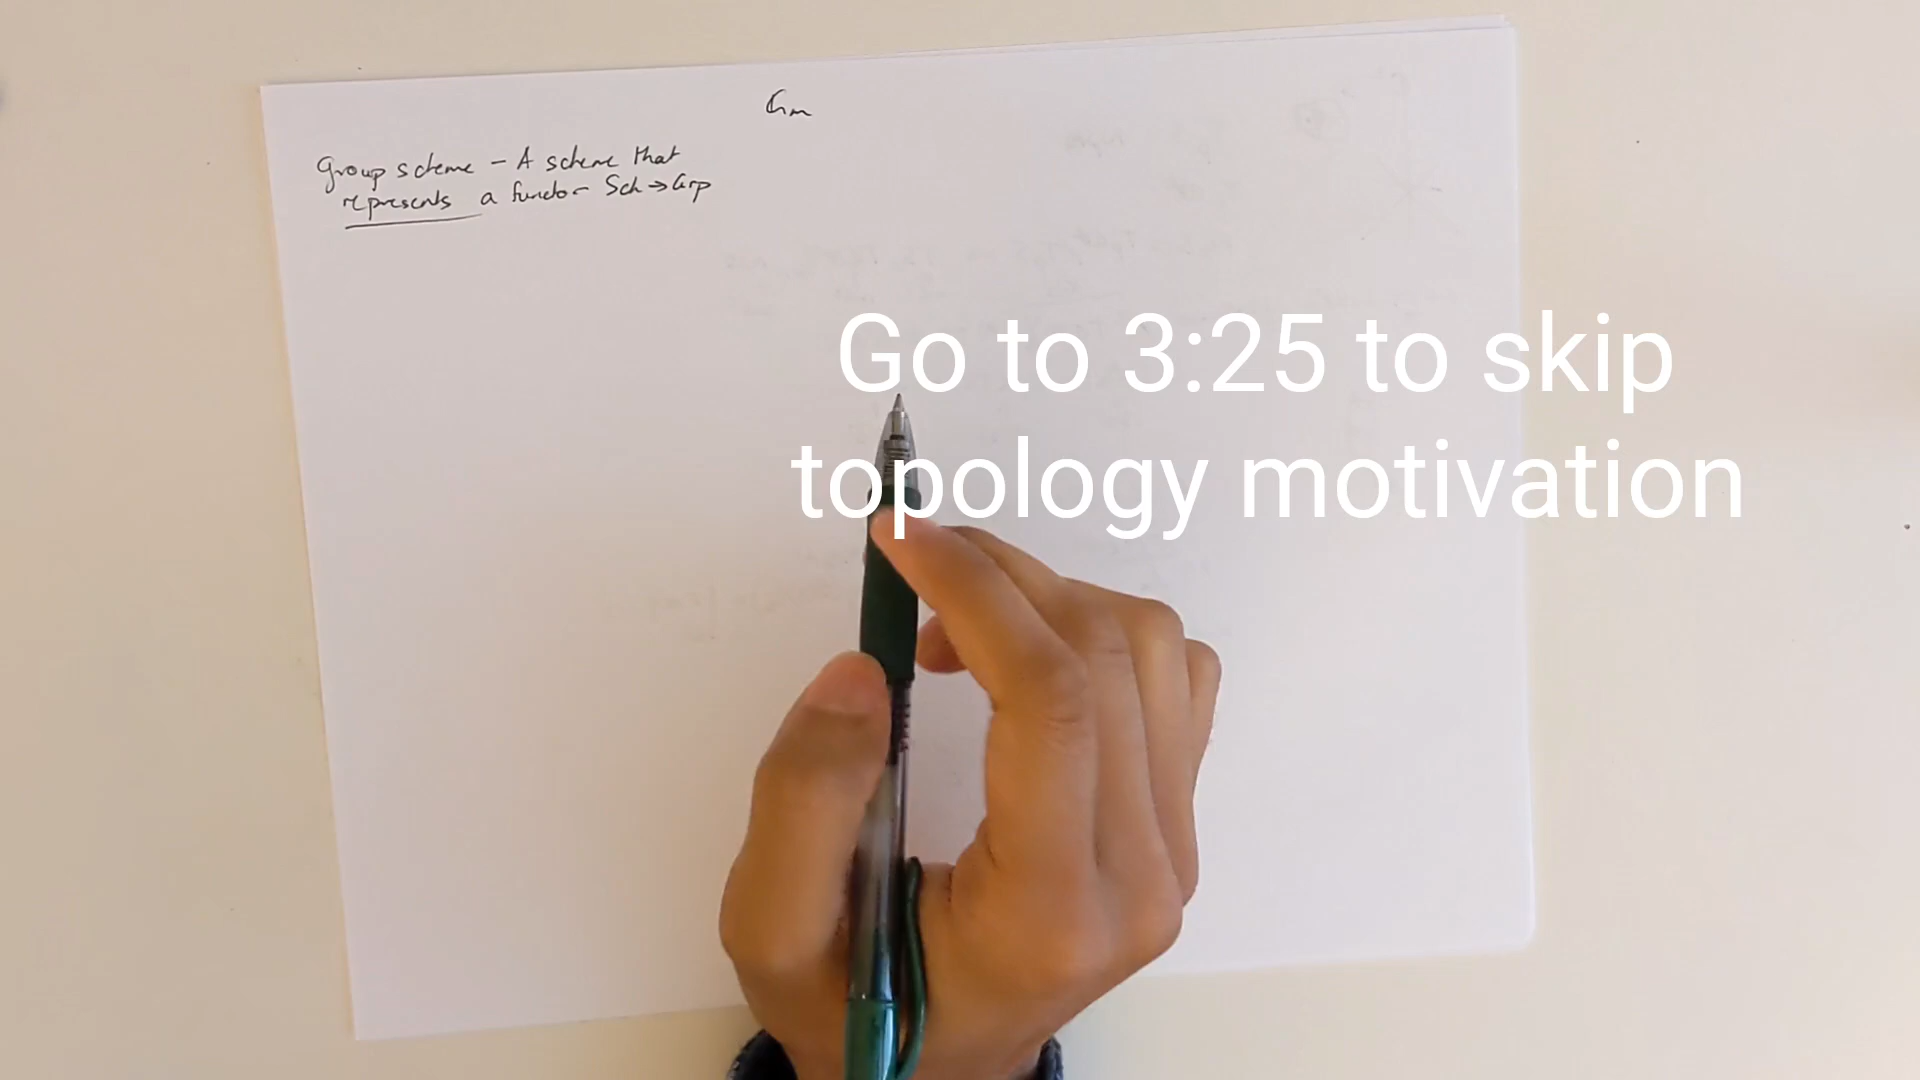 Gm
Group scheme – A scheme that
represents a functor Sch → Grp
Go to 3:25 to skip
topology motivation